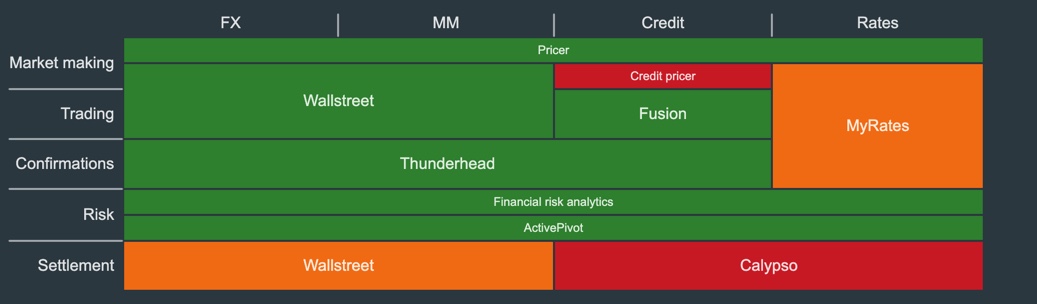 FX MM Credit Rates
Market making
Pricer
Wallstreet
Credit pricer
MyRates
Trading
Fusion
Confirmations
Thunderhead
Risk
Financial risk analytics
ActivePivot
Settlement
Wallstreet
Calypso